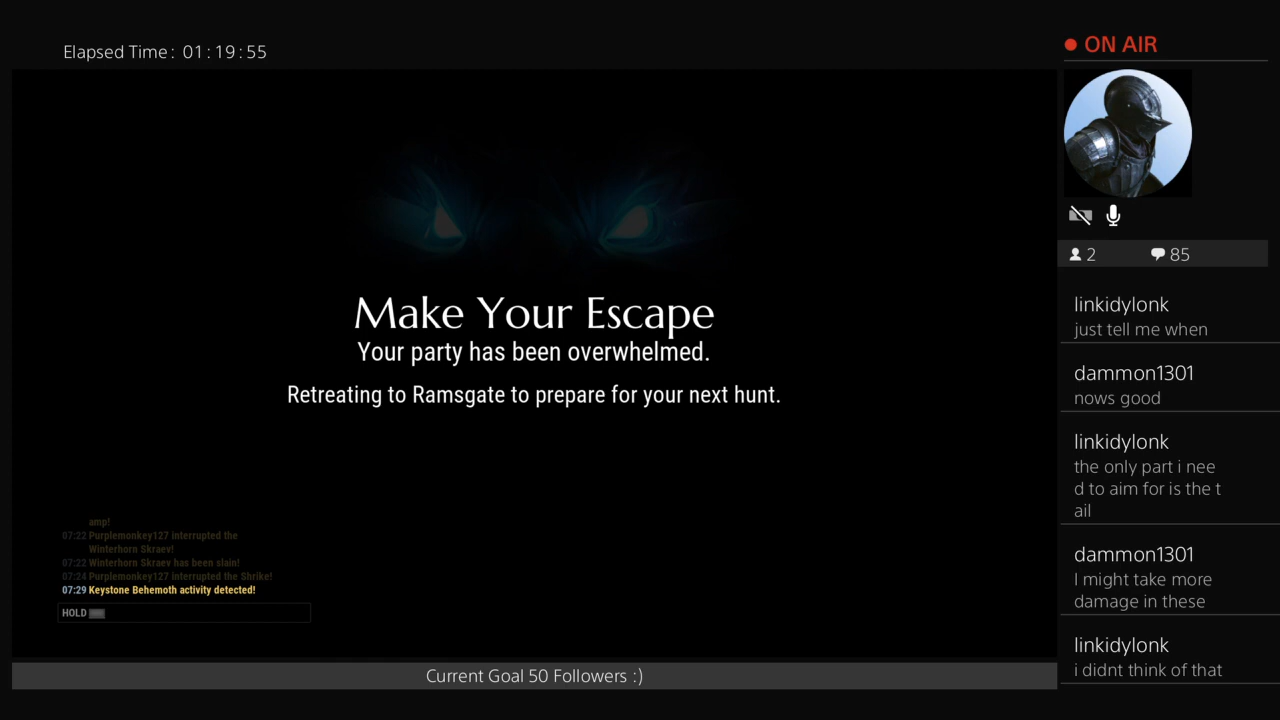 Elapsed Time: 01:19:55
ON AIR
Make Your Escape
Your party has been overwhelmed.
Retreating to Ramsgate to prepare for your next hunt.
amp!
07:22 Purplemonkey127 interrupted the
Winterhorn Skraev!
07:22 Winterhorn Skraev has been slain!
07:24 Purplemonkey127 interrupted the Shrike!
07:29 Keystone Behemoth activity detected!
HOLD
Current Goal 50 Followers :)
2 85
linkidylonk
just tell me when
dammon1301
nows good
linkidylonk
the only part i nee
d to aim for is the t
ail
dammon1301
I might take more
damage in these
linkidylonk
i didnt think of that